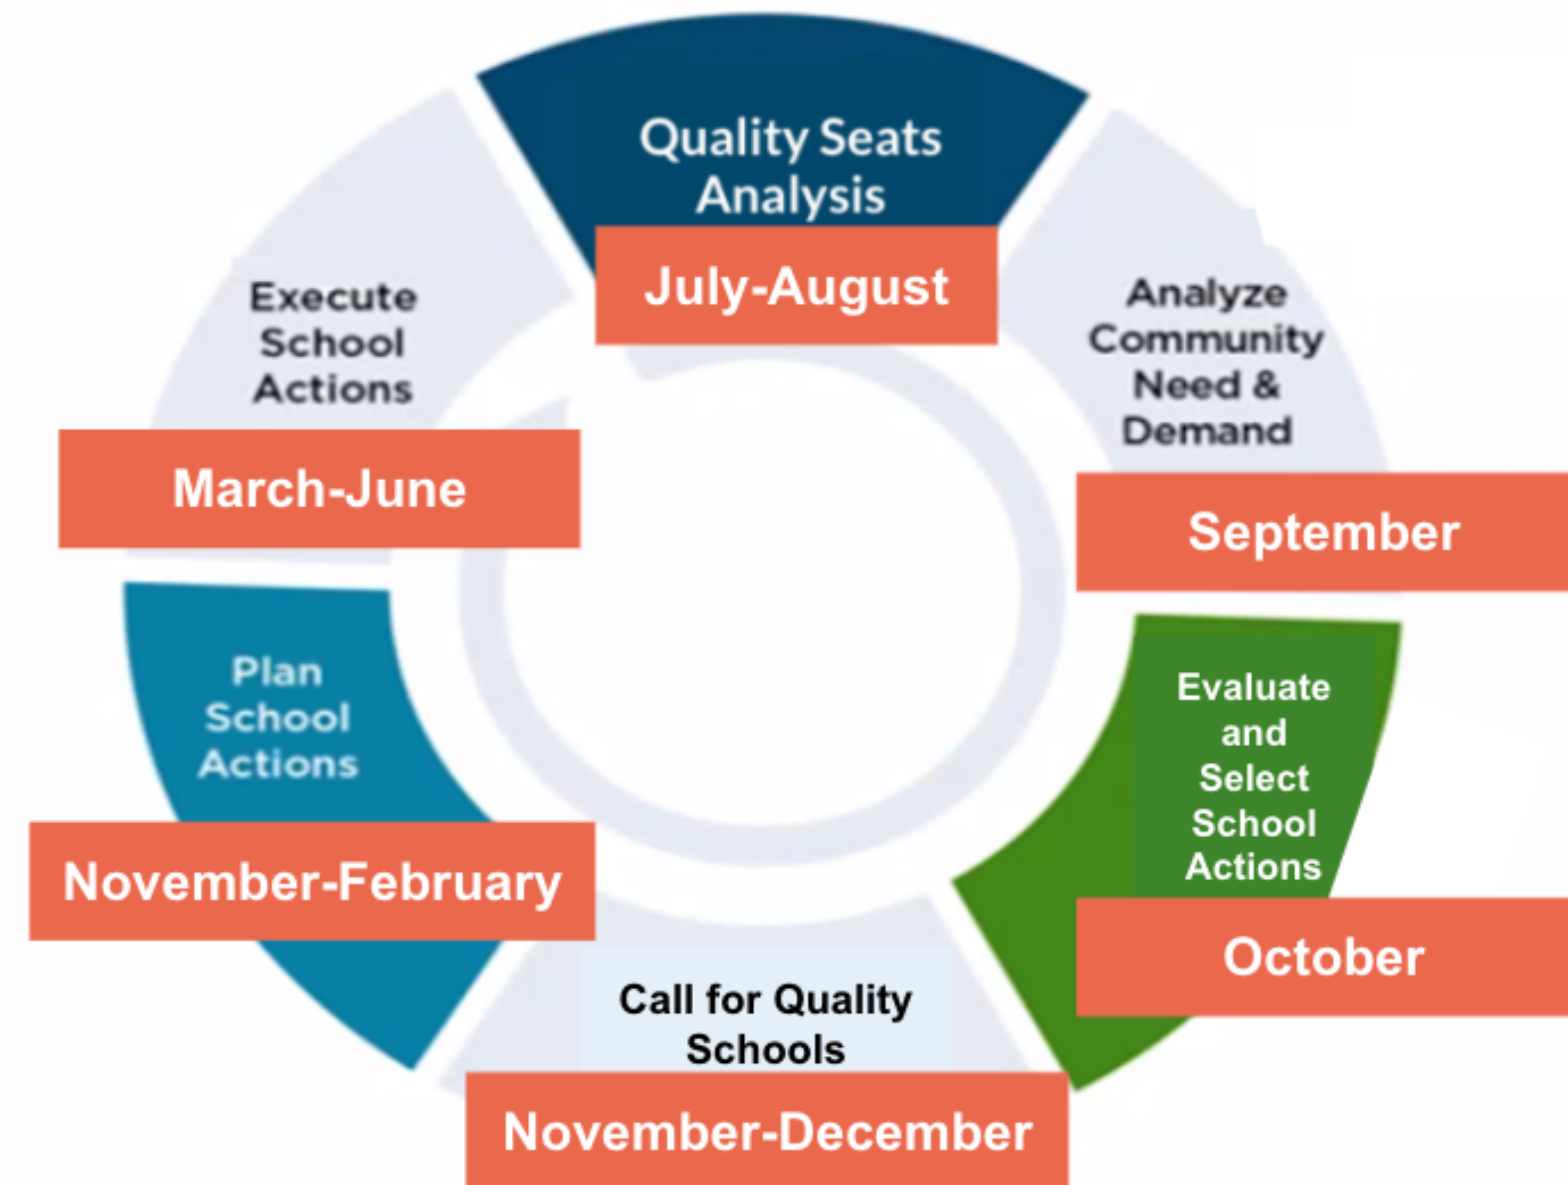 Quality Seats
Analysis
July-August
Analyze
Community
Need &
Demand
September
Evaluate
and
Select
School
Actions
October
Call for Quality
Schools
November-December
Plan
School
Actions
November-February
Execute
School
Actions
March-June